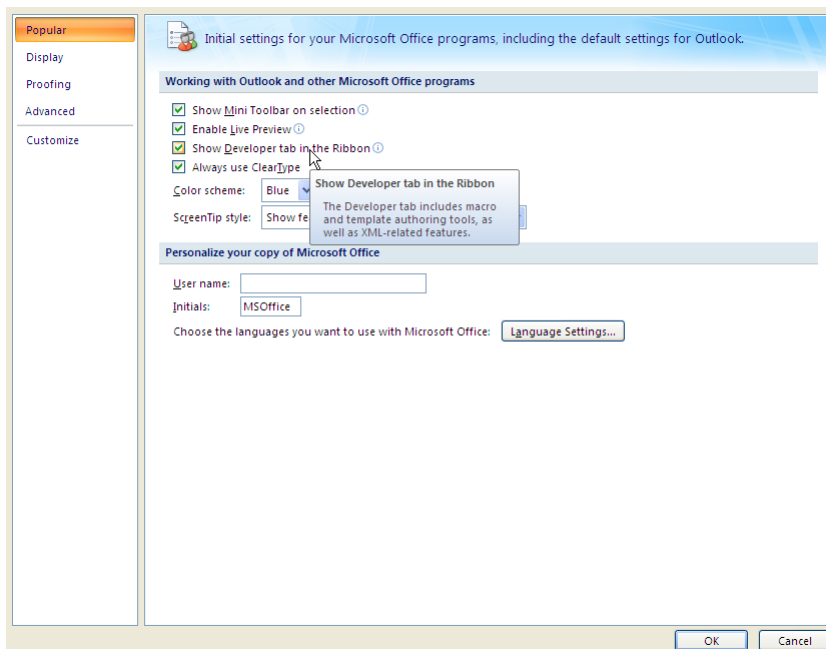 Popular
Display
Proofing
Advanced
Customize
Initial settings for your Microsoft Office programs, including the default settings for Outlook.
Working with Outlook and other Microsoft Office programs
Show Mini Toolbar on selection
Enable Live Preview
Show Developer tab in the Ribbon
Always use ClearType
Color scheme: Blue
ScreenTip style: Show fe
Show Developer tab in the Ribbon
The Developer tab includes macro
and template authoring tools, as
well as XML-related features.
Personalize your copy of Microsoft Office
User name:
Initials: MSOffice
Choose the languages you want to use with Microsoft Office: Language Settings...
OK Cancel